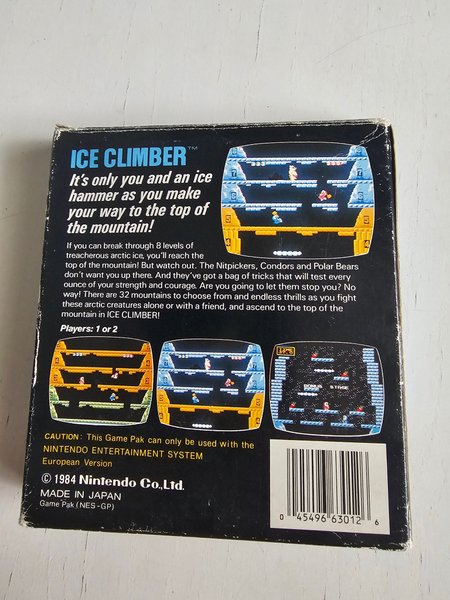 ICE CLIMBER™
It's only you and an ice
hammer as you make
your way to the top of
the mountain!
If you can break through 8 levels of
treacherous arctic ice, you'll reach the
top of the mountain! But watch out. The Nitpickers, Condors and Polar Bears
don't want you up there. And they've got a bag of tricks that will test every
ounce of your strength and courage. Are you going to let them stop you? No
way! There are 32 mountains to choose from and endless thrills as you fight
these arctic creatures alone or with a friend, and ascend to the top of the
mountain in ICE CLIMBER!
Players: 1 or 2
BONUS STAGE
CAUTION: This Game Pak can only be used with the
NINTENDO ENTERTAINMENT SYSTEM
European Version
© 1984 Nintendo Co., Ltd.
MADE IN JAPAN
Game Pak (NES-GP)
0 45496 63012 6